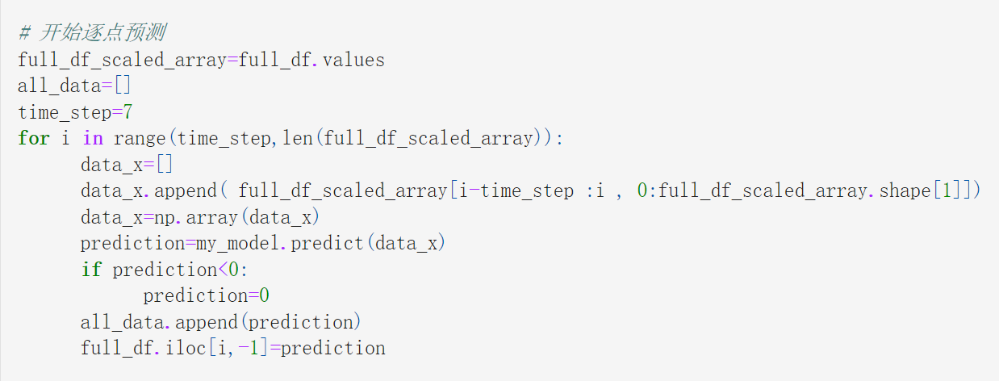 # 开始逐点预测
full_df_scaled_array=full_df.values
all_data=[]
time_step=7
for i in range(time_step,len(full_df_scaled_array)):
data_x=[]
data_x.append( full_df_scaled_array[i-time_step :i , 0:full_df_scaled_array.shape[1]])
data_x=np.array(data_x)
prediction=my_model.predict(data_x)
if prediction<0:
prediction=0
all_data.append(prediction)
full_df.iloc[i,-1]=prediction